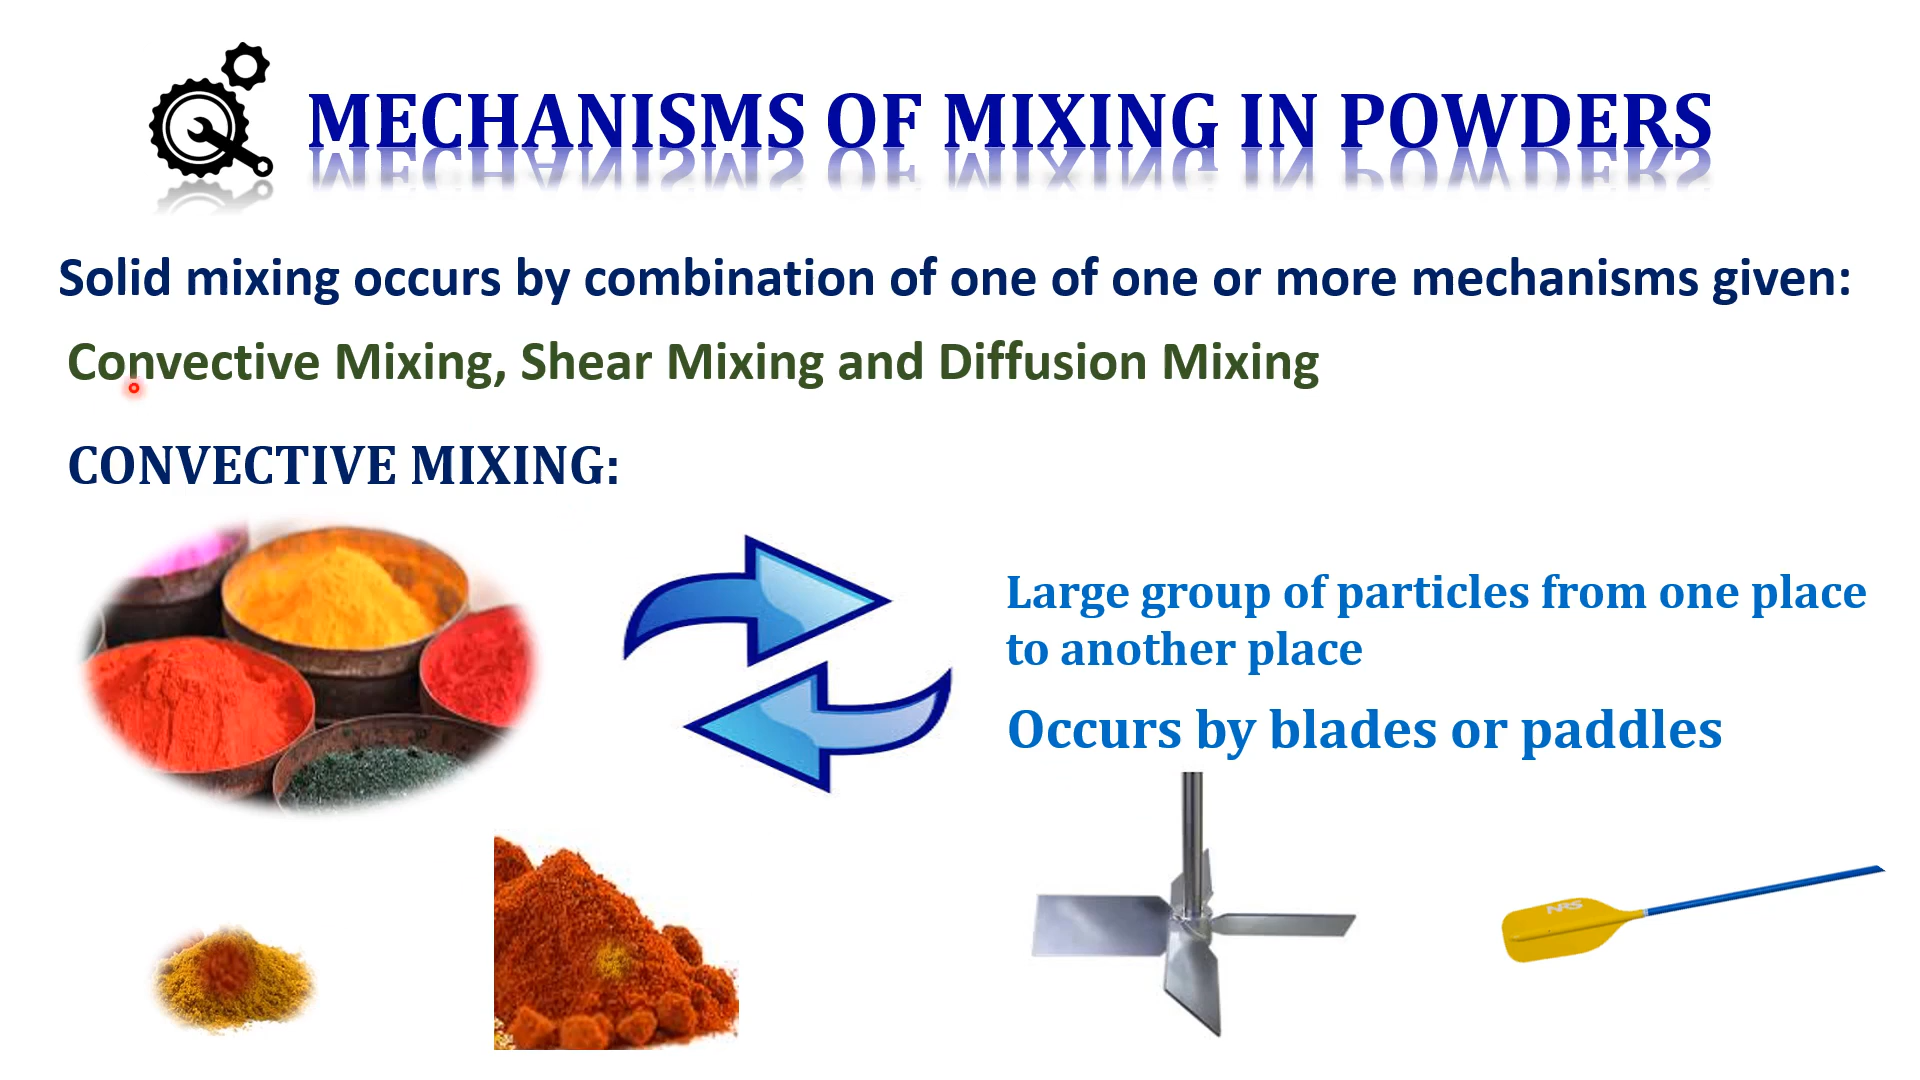 MECHANISMS OF MIXING IN POWDERS
Solid mixing occurs by combination of one of one or more mechanisms given:
Convective Mixing, Shear Mixing and Diffusion Mixing
CONVECTIVE MIXING:
Large group of particles from one place
to another place
Occurs by blades or paddles
NRS